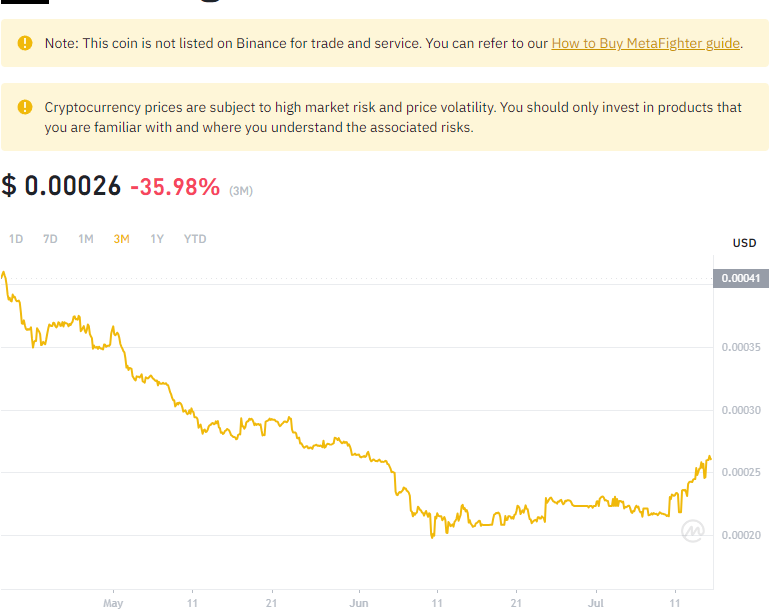 Note: This coin is not listed on Binance for trade and service. You can refer to our How to Buy MetaFighter guide.
Cryptocurrency prices are subject to high market risk and price volatility. You should only invest in products that
you are familiar with and where you understand the associated risks.
$ 0.00026 -35.98% (3M)
1D 7D 1M 3M 1Y YTD
USD
0.00041
0.00035
0.00030
0.00025
0.00020
May 11 21 Jun 11 21 Jul 11